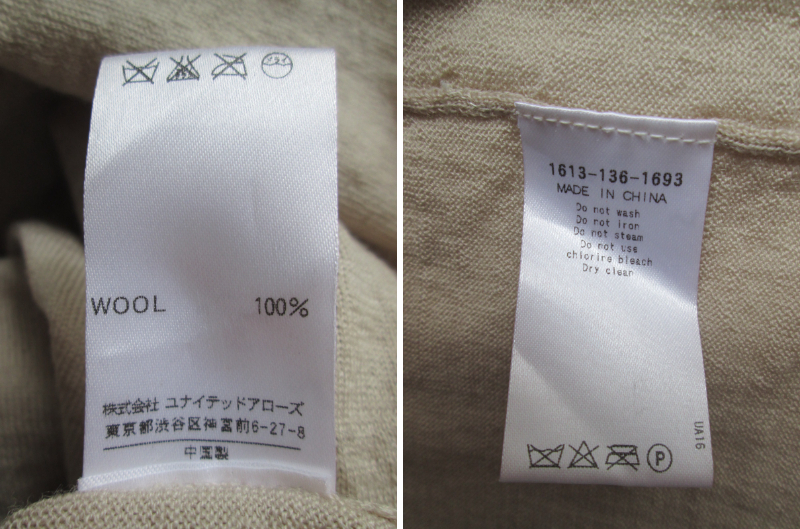 WOOL 100%
株式会社 ユナイテッドアローズ
東京都渋谷区神宮前6-27-8
中国製
1613-136-1693
MADE IN CHINA
Do not wash
Do not iron
Do not steam
Do not use
chlorire bleach
Dry clean
UA16
P